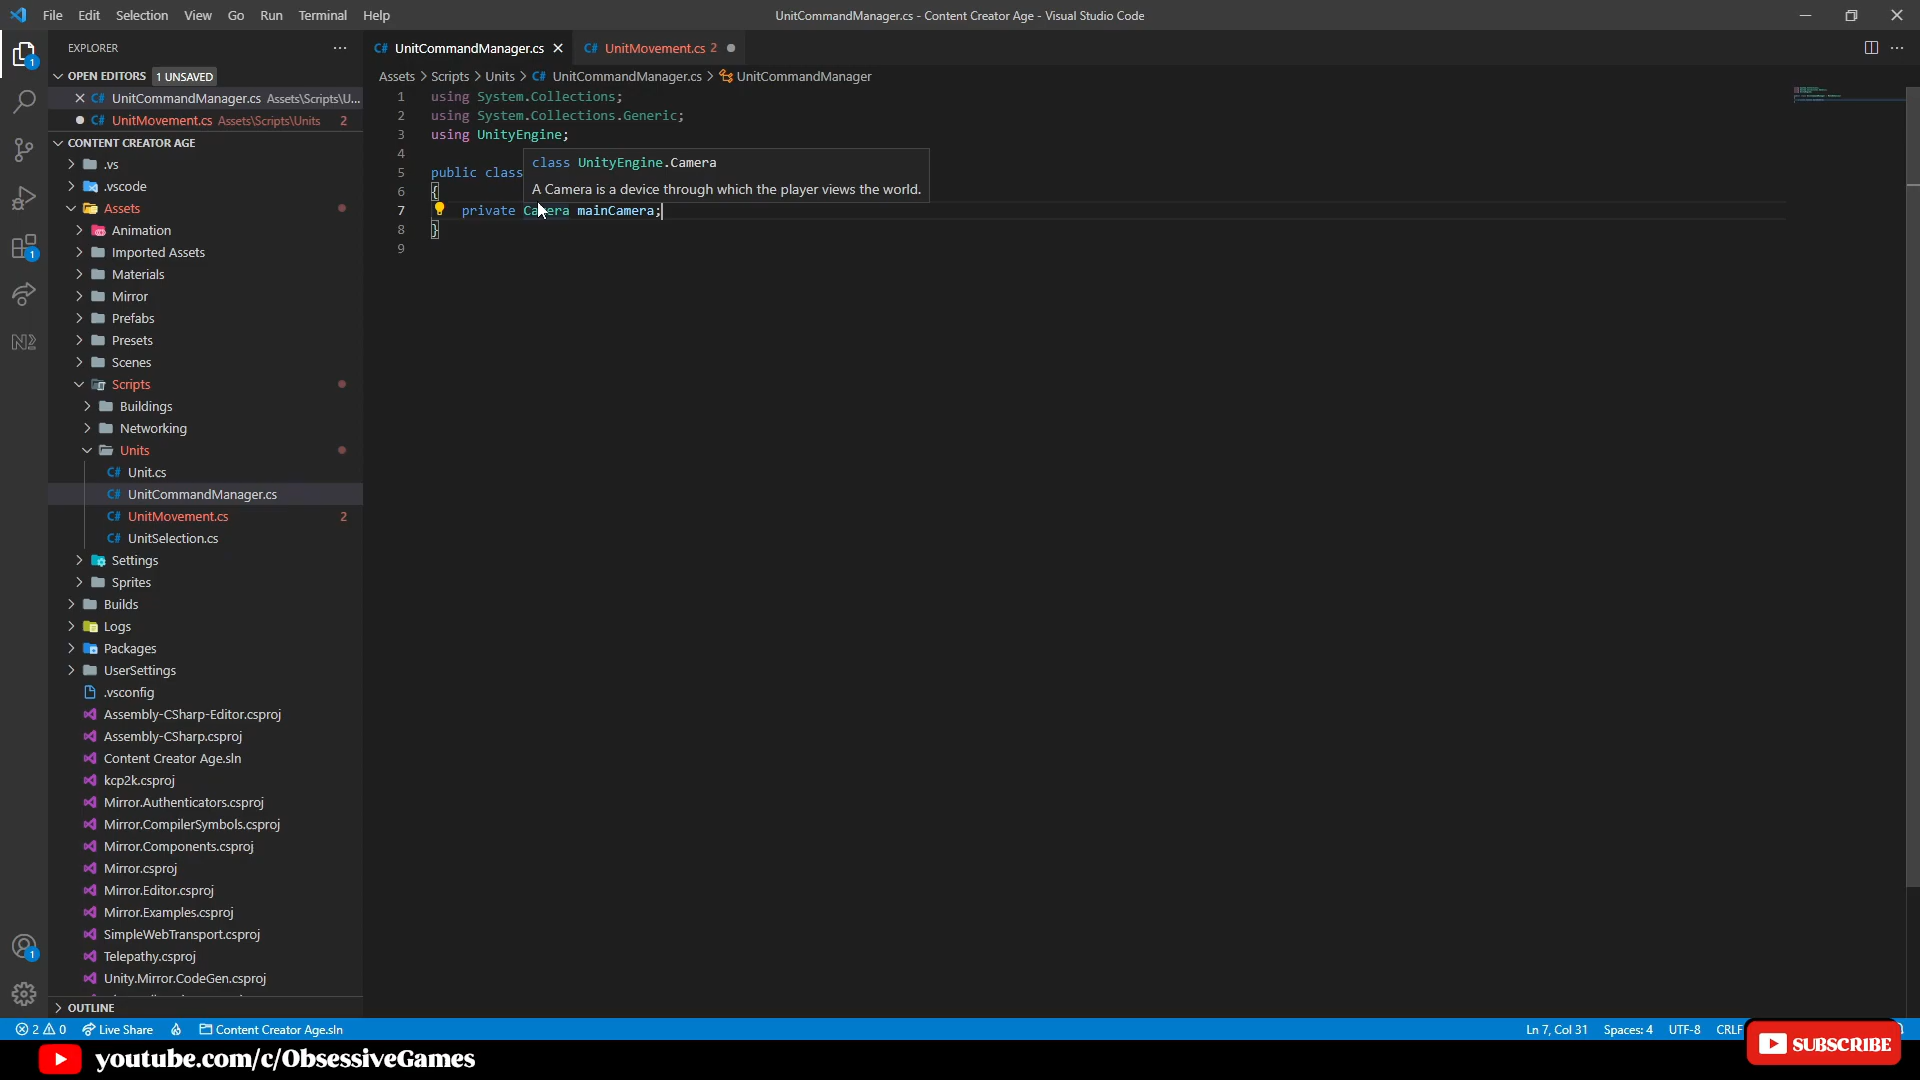 File Edit Selection View Go Run Terminal Help
UnitCommandManager.cs - Content Creator Age - Visual Studio Code
EXPLORER
OPEN EDITORS 1 UNSAVED
UnitCommandManager.cs Assets\Scripts\U...
UnitMovement.cs Assets\Scripts\Units 2
CONTENT CREATOR AGE
.vs
.vscode
Assets
Animation
Imported Assets
Materials
Mirror
Prefabs
Presets
Scenes
Scripts
Buildings
Networking
Units
C# Unit.cs
C# UnitCommandManager.cs
C# UnitMovement.cs 2
C# UnitSelection.cs
Settings
Sprites
Builds
Logs
Packages
UserSettings
.vsconfig
Assembly-CSharp-Editor.csproj
Assembly-CSharp.csproj
Content Creator Age.sln
kcp2k.csproj
Mirror.Authenticators.csproj
Mirror.CompilerSymbols.csproj
Mirror.Components.csproj
Mirror.csproj
Mirror.Editor.csproj
Mirror.Examples.csproj
SimpleWebTransport.csproj
Telepathy.csproj
Unity.Mirror.CodeGen.csproj
OUTLINE
C# UnitCommandManager.cs C# UnitMovement.cs 2
Assets > Scripts > Units > C# UnitCommandManager.cs > UnitCommandManager
1 using System.Collections;
2 using System.Collections.Generic;
3 using UnityEngine;
4
5 public class
class UnityEngine.Camera
A Camera is a device through which the player views the world.
6 {
7 private Camera mainCamera;
8 }
9
2 0 Live Share Content Creator Age.sln
Ln 7, Col 31 Spaces: 4 UTF-8 CRLF
youtube.com/c/ObsessiveGames
SUBSCRIBE